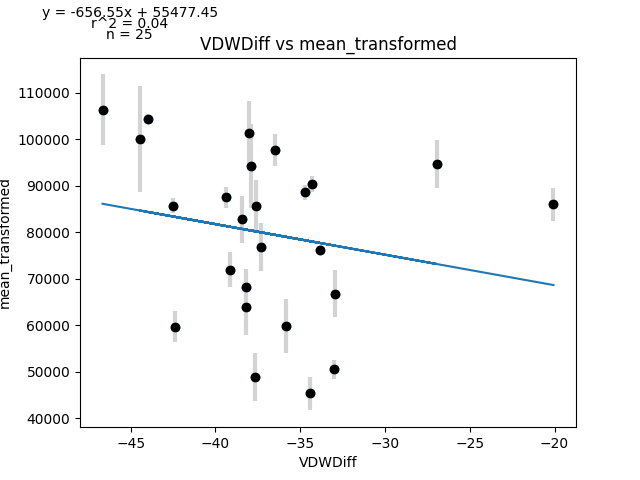 y = -656.55x + 55477.45
r^2 = 0.04
n = 25
VDWDiff vs mean_transformed
110000
100000
90000
80000
70000
60000
50000
40000
mean_transformed
−45
−40
−35
−30
−25
−20
VDWDiff